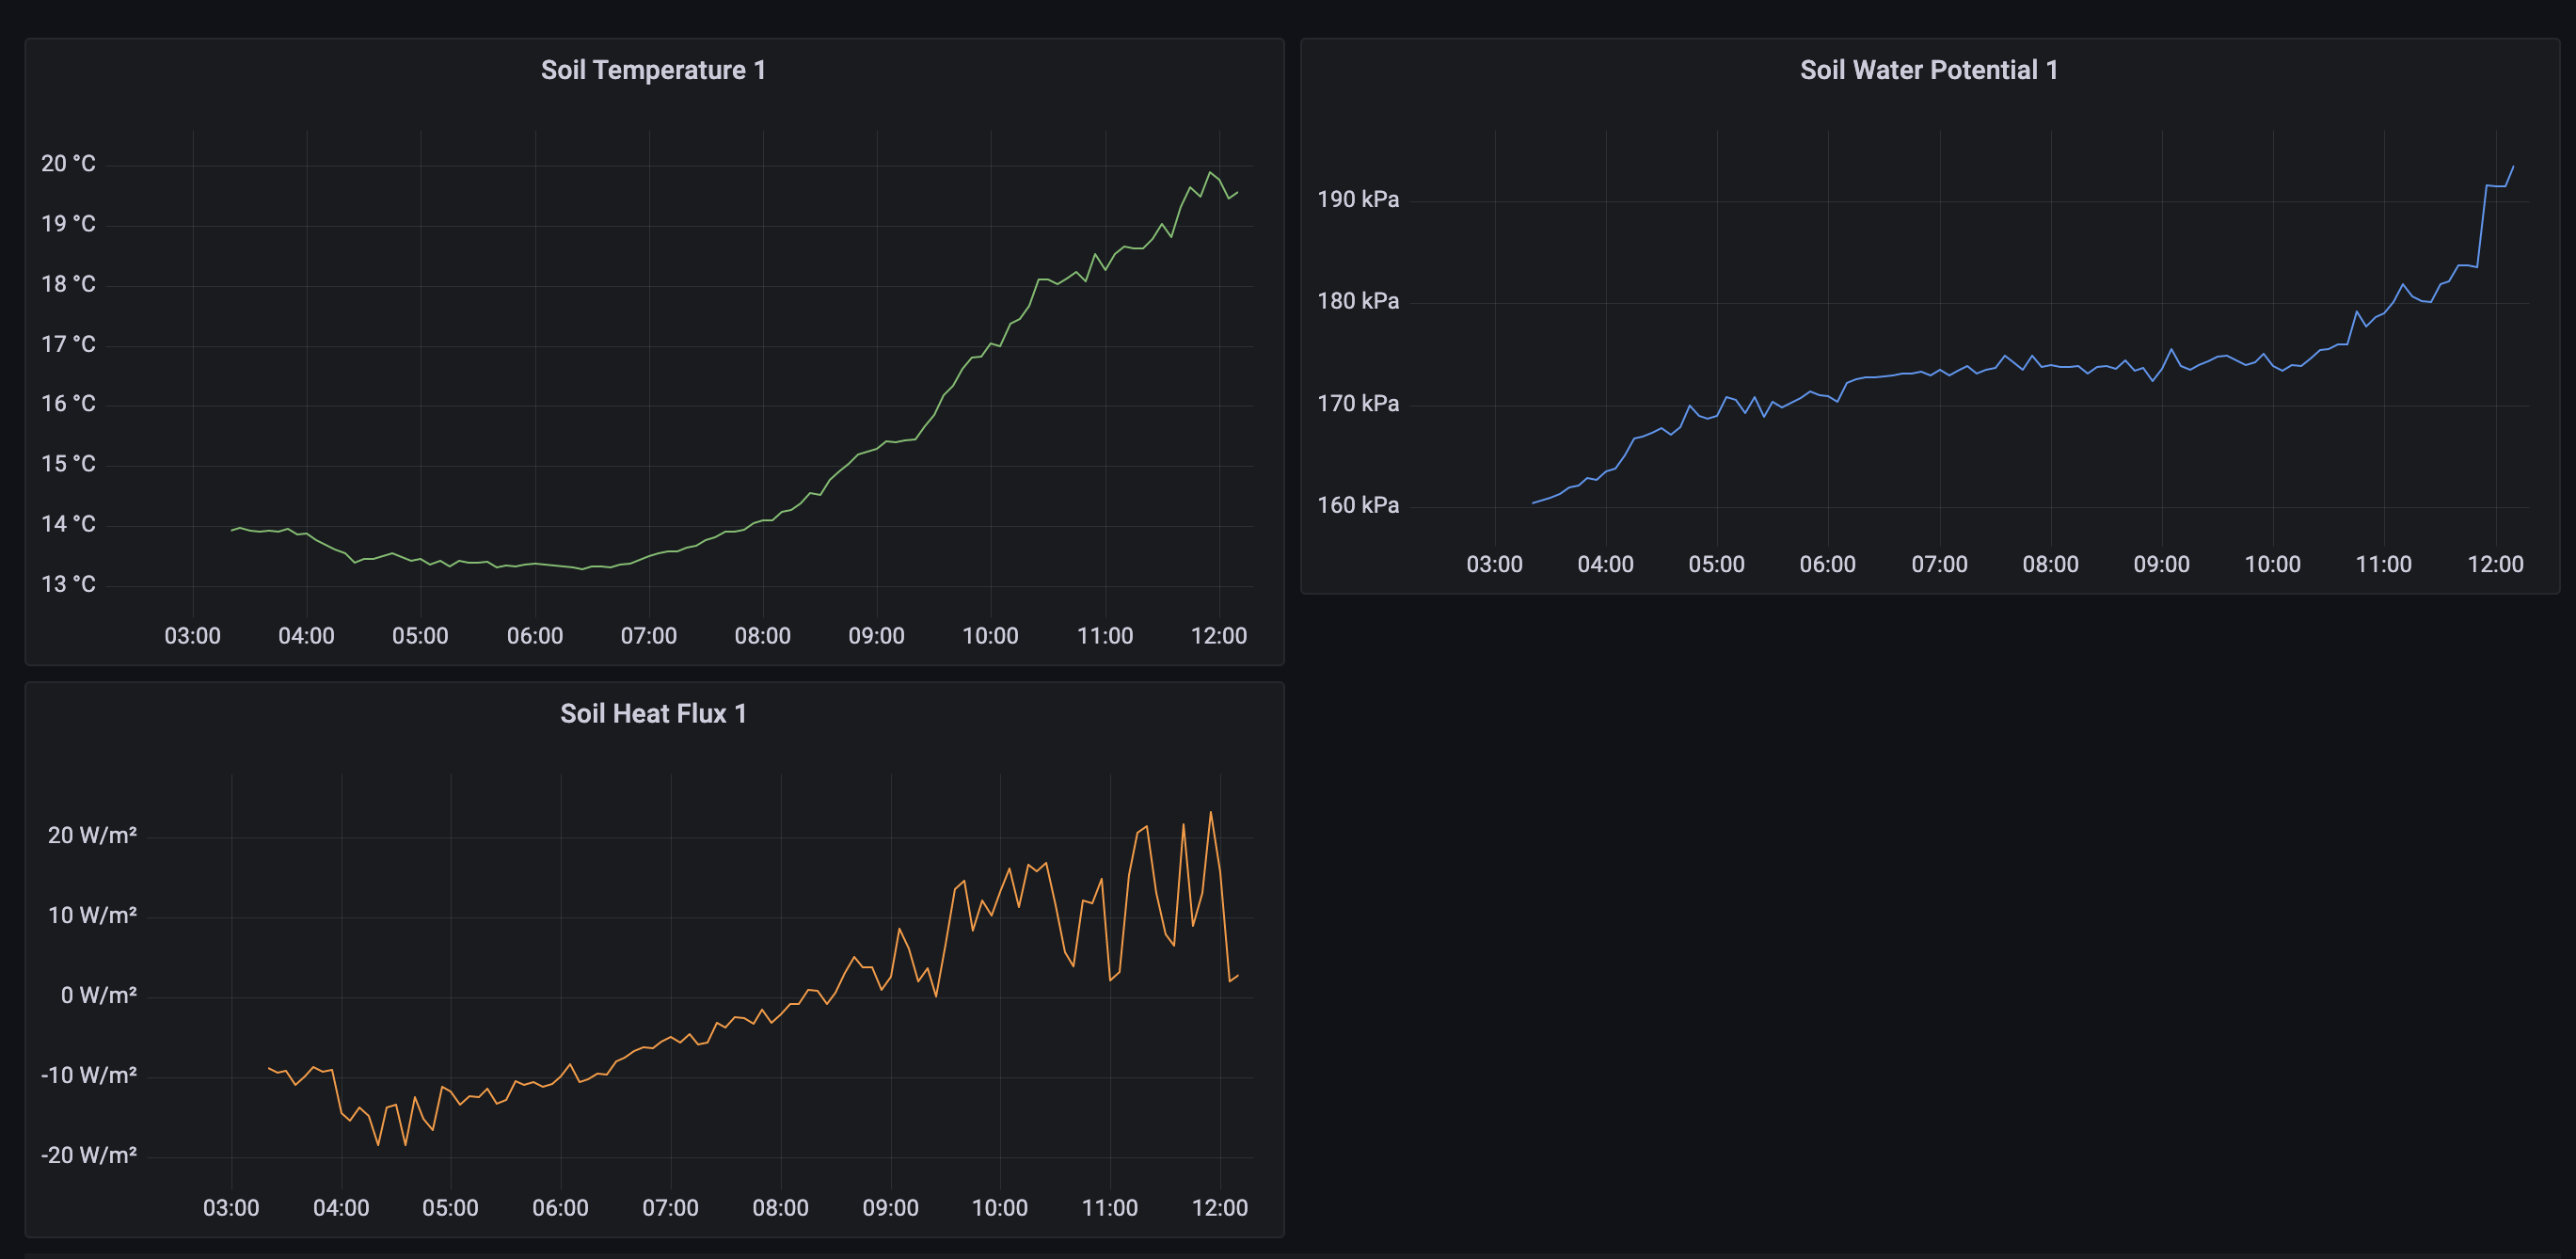 Soil Temperature 1
20 °C
19 °C
18 °C
17 °C
16 °C
15 °C
14 °C
13 °C
03:00 04:00 05:00 06:00 07:00 08:00 09:00 10:00 11:00 12:00
Soil Water Potential 1
190 kPa
180 kPa
170 kPa
160 kPa
03:00 04:00 05:00 06:00 07:00 08:00 09:00 10:00 11:00 12:00
Soil Heat Flux 1
20 W/m²
10 W/m²
0 W/m²
-10 W/m²
-20 W/m²
03:00 04:00 05:00 06:00 07:00 08:00 09:00 10:00 11:00 12:00